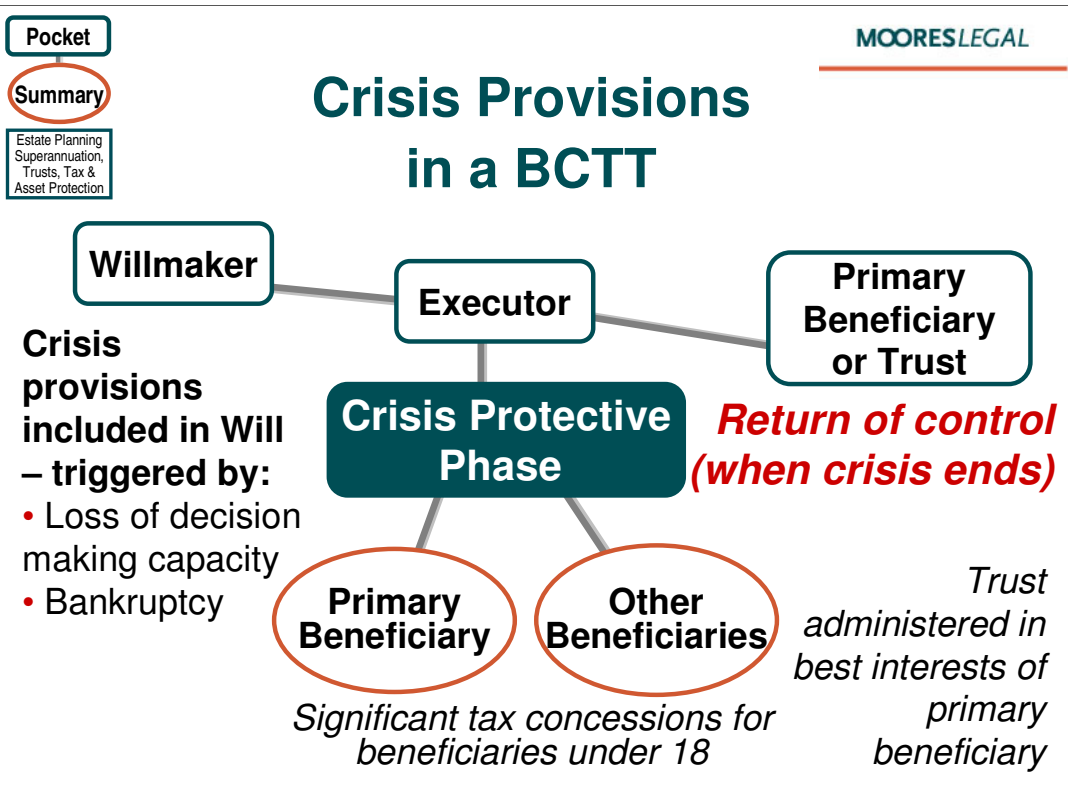 Pocket
Summary
Estate Planning
Superannuation,
Trusts, Tax &
Asset Protection
MOORESLEGAL
Crisis Provisions
in a BCTT
Willmaker
Executor
Primary
Beneficiary
or Trust
Crisis
provisions
included in Will
– triggered by:
• Loss of decision
making capacity
• Bankruptcy
Crisis Protective
Phase
Return of control
(when crisis ends)
Primary
Beneficiary
Other
Beneficiaries
Trust
administered in
best interests of
primary
beneficiary
Significant tax concessions for
beneficiaries under 18